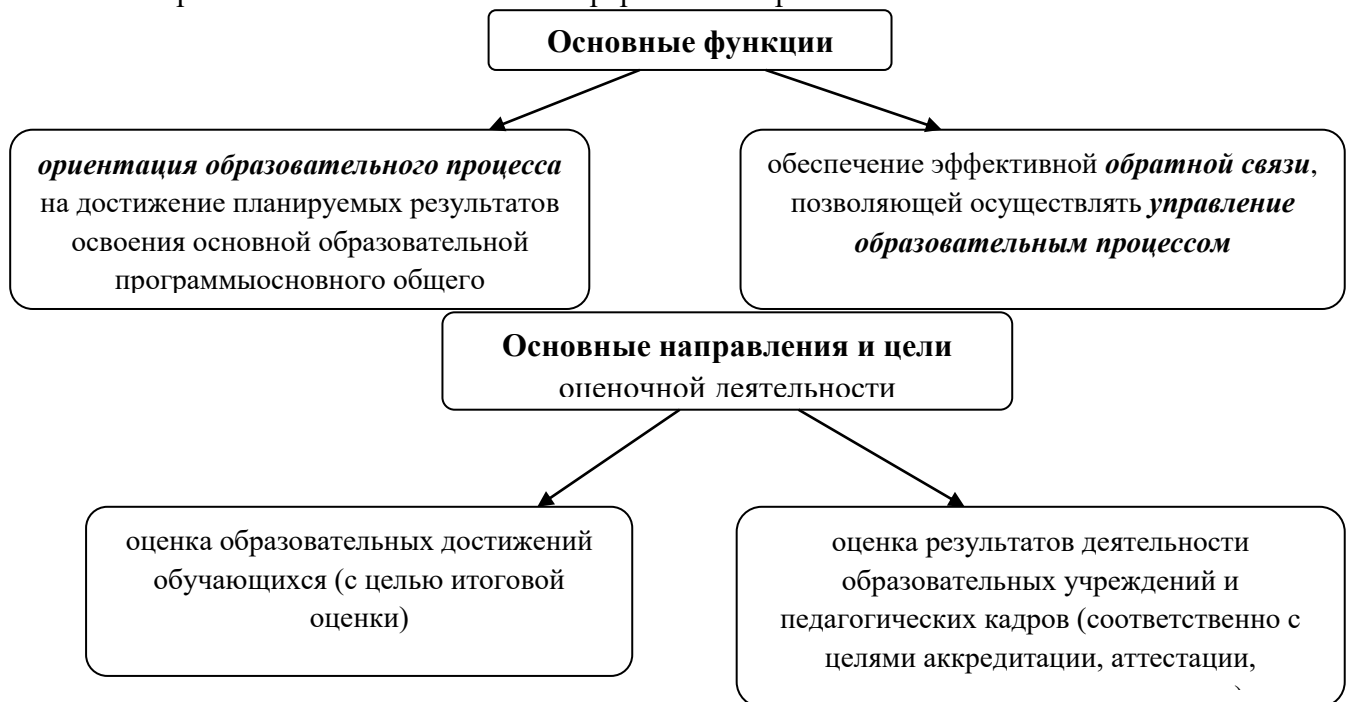 Основные функции
ориентация образовательного процесса
на достижение планируемых результатов
освоения основной образовательной
программыосновного общего
обеспечение эффективной обратной связи,
позволяющей осуществлять управление
образовательным процессом
Основные направления и цели
оценочной деятельности
оценка образовательных достижений
обучающихся (с целью итоговой
оценки)
оценка результатов деятельности
образовательных учреждений и
педагогических кадров (соответственно с
целями аккредитации, аттестации,